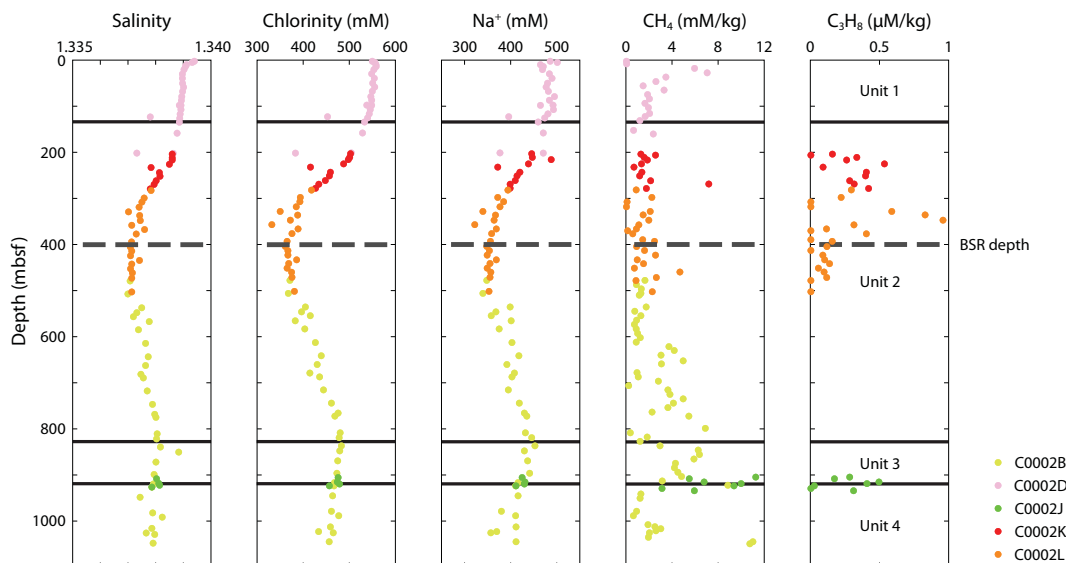 Salinity
Chlorinity (mM)
Na⁺ (mM)
CH₄ (mM/kg)
C₃H₈ (μM/kg)
1.335 1.340
300 400 500 600
300 400 500 600
0 4 8 12
0 0.5 1
Depth (mbsf)
0
200
400
600
800
1000
Unit 1
BSR depth
Unit 2
Unit 3
Unit 4
C0002B
C0002D
C0002J
C0002K
C0002L